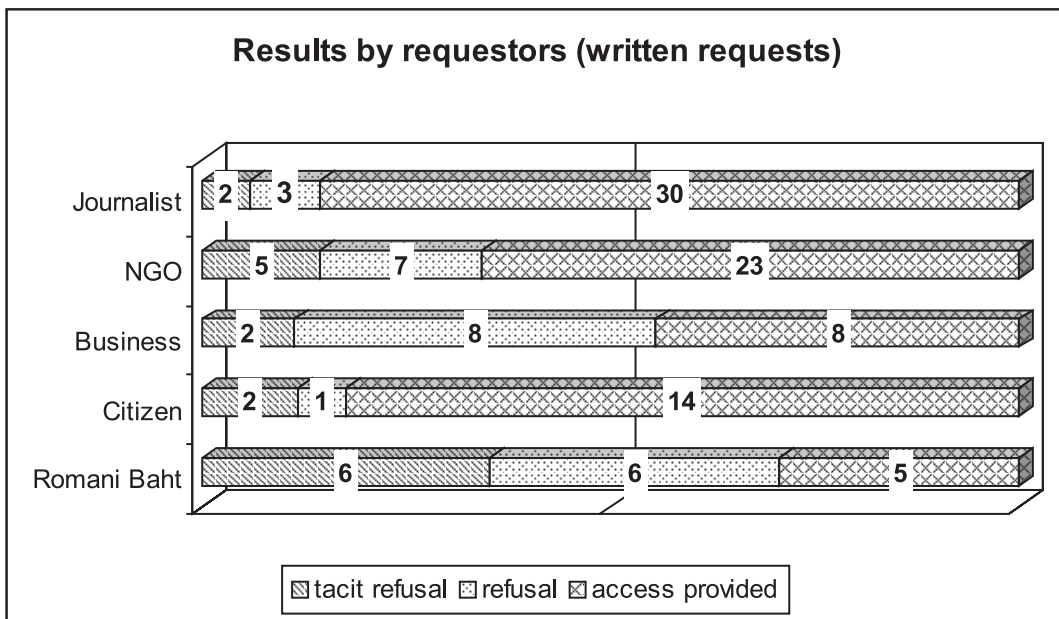 Results by requestors (written requests)
Journalist 2 3 30
NGO 5 7 23
Business 2 8 8
Citizen 2 1 14
Romani Baht 6 6 5
tacit refusal refusal access provided